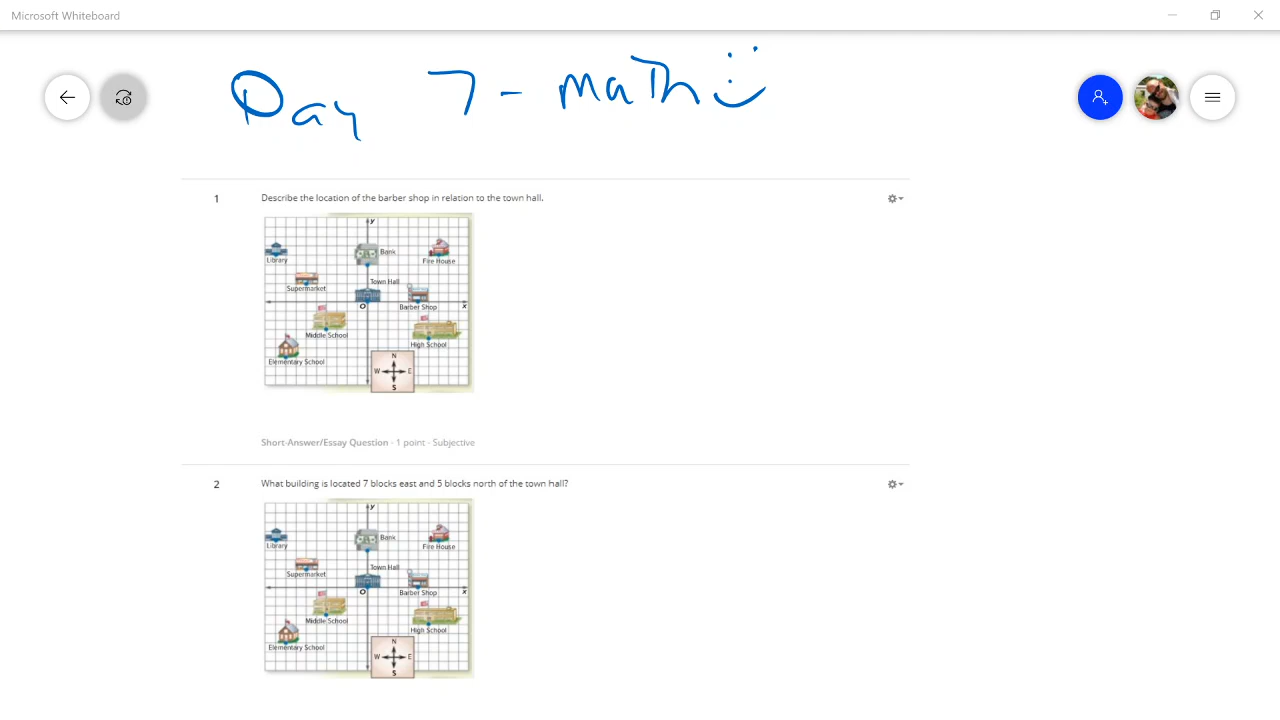 Microsoft Whiteboard
Day 7 - math
1 Describe the location of the barber shop in relation to the town hall.
y
Bank
Library
Fire House
Town Hall
Supermarket
O
Barber Shop
x
Middle School
High School
Elementary School
N
W E
S
Short-Answer/Essay Question - 1 point - Subjective
2 What building is located 7 blocks east and 5 blocks north of the town hall?
y
Bank
Library
Fire House
Town Hall
Supermarket
O
Barber Shop
x
Middle School
High School
Elementary School
N
W E
S